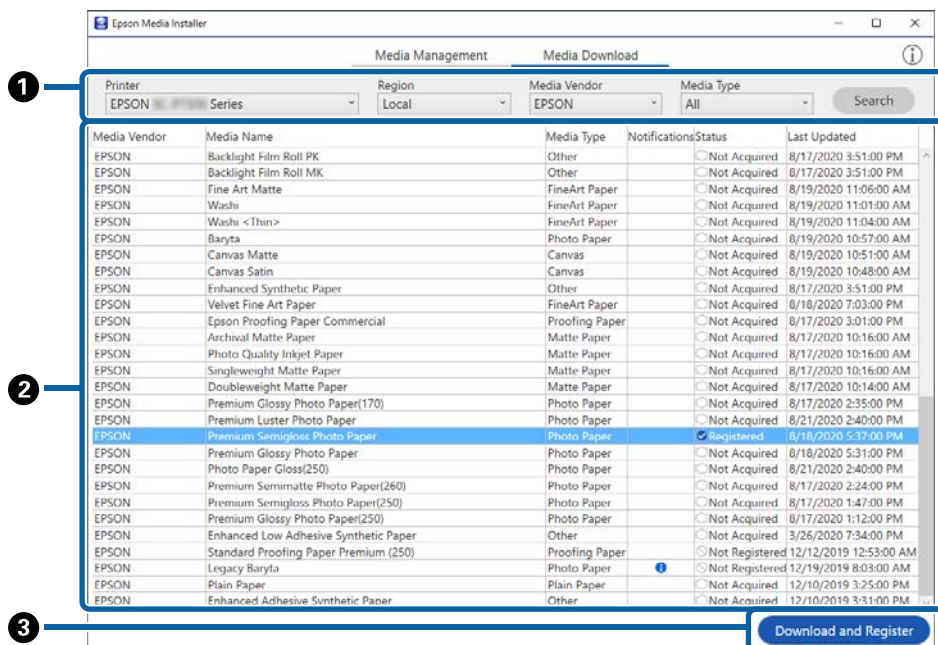 Epson Media Installer
Media Management Media Download
1
Printer Region Media Vendor Media Type
EPSON Series Local EPSON All Search
2
Media Vendor Media Name Media Type Notifications Status Last Updated
EPSON Backlight Film Roll PK Other Not Acquired 8/17/2020 3:51:00 PM
EPSON Backlight Film Roll MK Other Not Acquired 8/17/2020 3:51:00 PM
EPSON Fine Art Matte FineArt Paper Not Acquired 8/19/2020 11:06:00 AM
EPSON Washi FineArt Paper Not Acquired 8/19/2020 11:01:00 AM
EPSON Washi <Thin> FineArt Paper Not Acquired 8/19/2020 11:04:00 AM
EPSON Baryta Photo Paper Not Acquired 8/19/2020 10:57:00 AM
EPSON Canvas Matte Canvas Not Acquired 8/19/2020 10:51:00 AM
EPSON Canvas Satin Canvas Not Acquired 8/19/2020 10:48:00 AM
EPSON Enhanced Synthetic Paper Other Not Acquired 8/17/2020 3:51:00 PM
EPSON Velvet Fine Art Paper FineArt Paper Not Acquired 8/18/2020 7:03:00 PM
EPSON Epson Proofing Paper Commercial Proofing Paper Not Acquired 8/17/2020 3:01:00 PM
EPSON Archival Matte Paper Matte Paper Not Acquired 8/17/2020 10:16:00 AM
EPSON Photo Quality Inkjet Paper Matte Paper Not Acquired 8/17/2020 10:16:00 AM
EPSON Singleweight Matte Paper Matte Paper Not Acquired 8/17/2020 10:16:00 AM
EPSON Doubleweight Matte Paper Matte Paper Not Acquired 8/17/2020 10:14:00 AM
EPSON Premium Glossy Photo Paper(170) Photo Paper Not Acquired 8/17/2020 2:35:00 PM
EPSON Premium Luster Photo Paper Photo Paper Not Acquired 8/21/2020 2:40:00 PM
EPSON Premium Semigloss Photo Paper Photo Paper Registered 8/18/2020 5:37:00 PM
EPSON Premium Glossy Photo Paper Photo Paper Not Acquired 8/18/2020 5:31:00 PM
EPSON Photo Paper Gloss(250) Photo Paper Not Acquired 8/21/2020 2:40:00 PM
EPSON Premium Semimatte Photo Paper(260) Photo Paper Not Acquired 8/17/2020 2:24:00 PM
EPSON Premium Semigloss Photo Paper(250) Photo Paper Not Acquired 8/17/2020 1:47:00 PM
EPSON Premium Glossy Photo Paper(250) Photo Paper Not Acquired 8/17/2020 1:12:00 PM
EPSON Enhanced Low Adhesive Synthetic Paper Other Not Acquired 3/26/2020 7:34:00 PM
EPSON Standard Proofing Paper Premium (250) Proofing Paper Not Registered 12/12/2019 12:53:00 AM
EPSON Legacy Baryta Photo Paper Not Registered 12/19/2019 8:03:00 AM
EPSON Plain Paper Plain Paper Not Acquired 12/10/2019 3:25:00 PM
EPSON Enhanced Adhesive Synthetic Paper Other Not Acquired 12/10/2019 3:31:00 PM
3
Download and Register